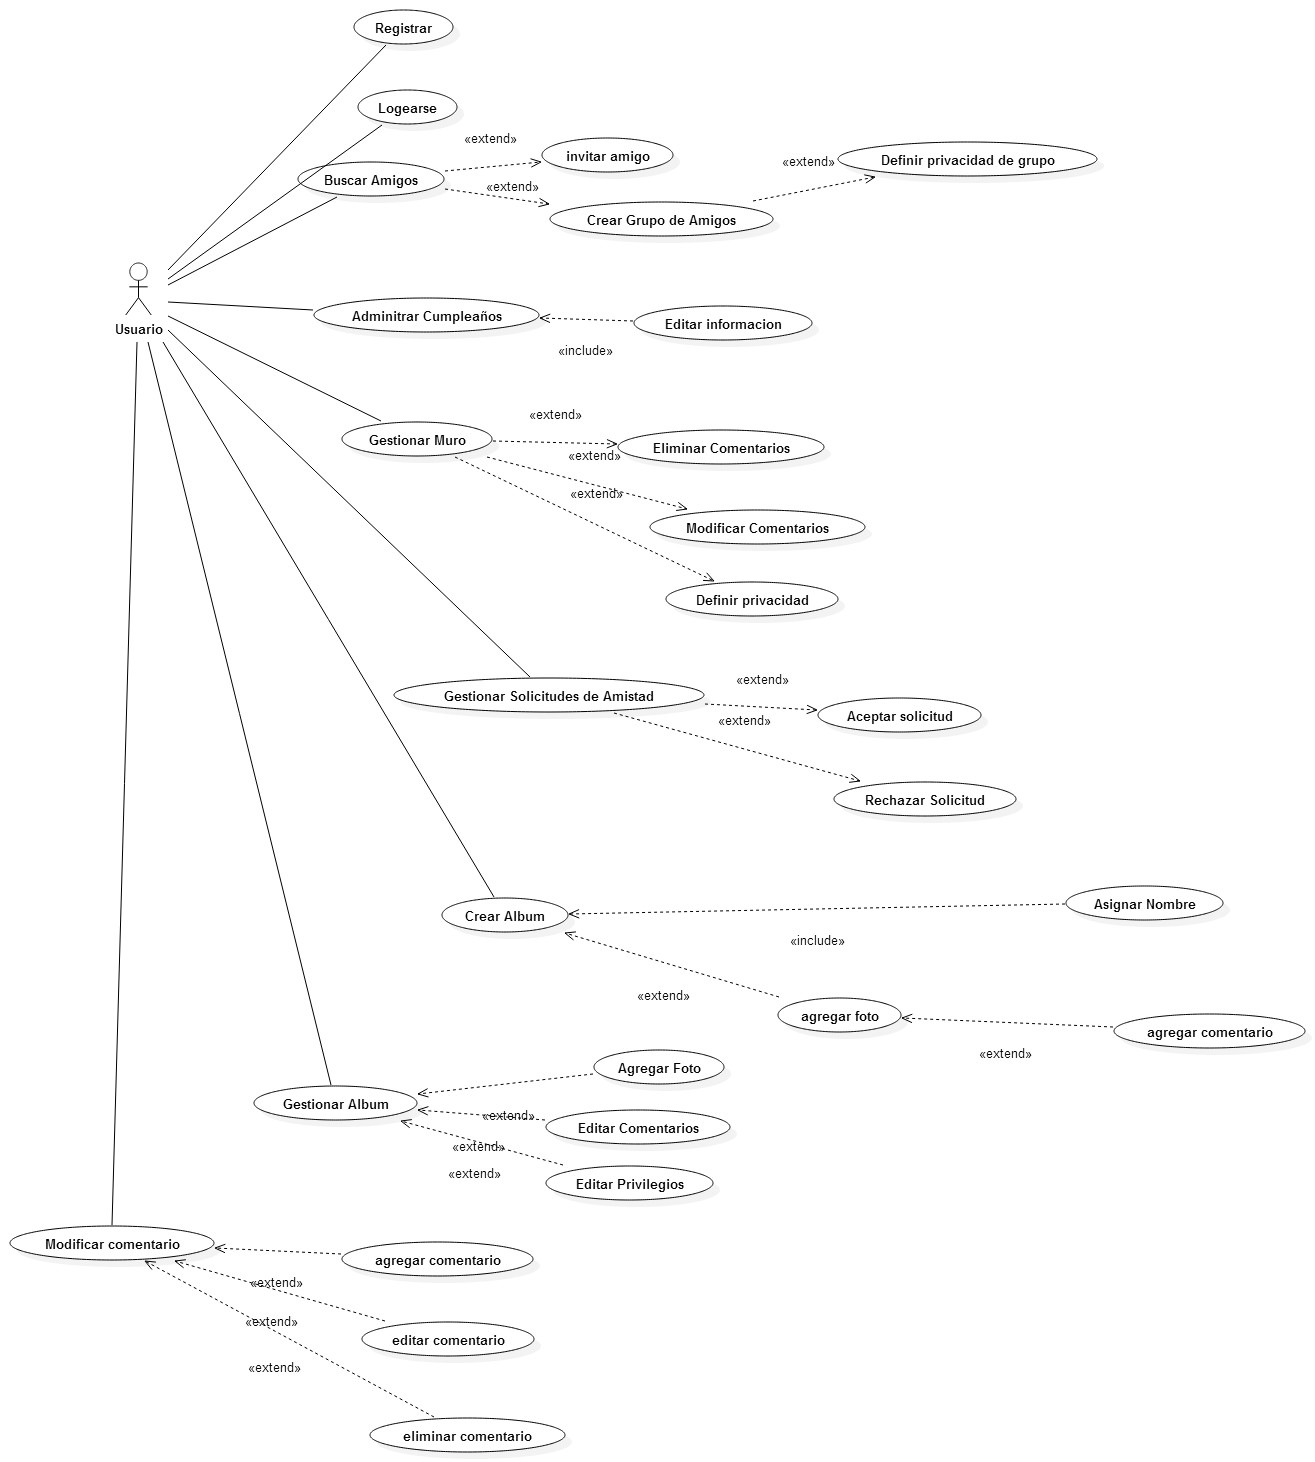 Registrar
Logearse
«extend»
invitar amigo
«extend»
Definir privacidad de grupo
Buscar Amigos
«extend»
Crear Grupo de Amigos
Usuario
Adminitrar Cumpleaños
Editar informacion
«include»
«extend»
Gestionar Muro
Eliminar Comentarios
«extend»
«extend»
Modificar Comentarios
Definir privacidad
«extend»
Gestionar Solicitudes de Amistad
Aceptar solicitud
«extend»
Rechazar Solicitud
Crear Album
Asignar Nombre
«include»
«extend»
agregar foto
agregar comentario
«extend»
Agregar Foto
Gestionar Album
«extend»
Editar Comentarios
«extend»
«extend»
Editar Privilegios
Modificar comentario
agregar comentario
«extend»
«extend»
editar comentario
«extend»
eliminar comentario